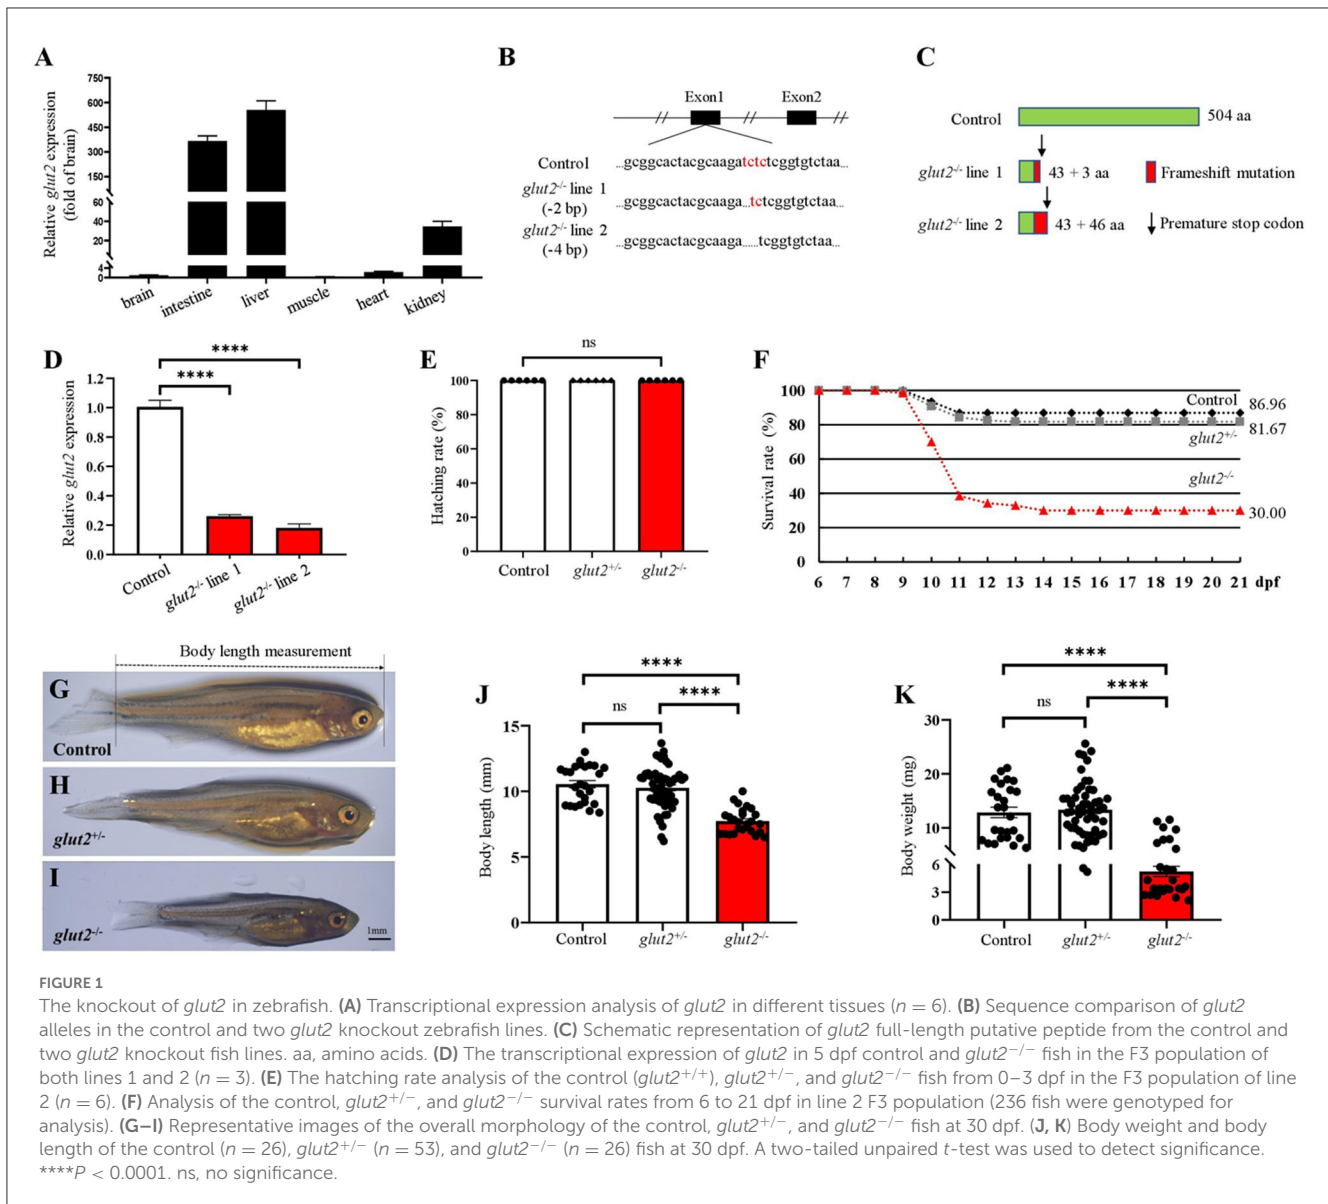 A
Relative glut2 expression
(fold of brain)
750
600
450
300
150
60
40
20
4
0
brain
intestine
liver
muscle
heart
kidney
B
Exon1
Exon2
Control
...gcggcactacgcaagatctctcggtgtctaa...
glut2-/- line 1
(-2 bp)
...gcggcactacgcaaga..tctcggtgtctaa...
glut2-/- line 2
(-4 bp)
...gcggcactacgcaaga....tcggtgtctaa...
C
Control
504 aa
glut2-/- line 1
43 + 3 aa
Frameshift mutation
glut2-/- line 2
43 + 46 aa
Premature stop codon
D
Relative glut2 expression
****
****
1.2
1.0
0.8
0.6
0.4
0.2
0.0
Control
glut2-/- line 1
glut2-/- line 2
E
Hatching rate (%)
ns
100
80
60
40
20
0
Control
glut2+/-
glut2-/-
F
Survival rate (%)
100
80
60
40
20
0
Control
86.96
81.67
glut2+/-
glut2-/-
30.00
6 7 8 9 10 11 12 13 14 15 16 17 18 19 20 21 dpf
Body length measurement
G
Control
H
glut2+/-
I
glut2-/-
1mm
J
Body length (mm)
****
ns
****
15
10
5
0
Control
glut2+/-
glut2-/-
K
Body weight (mg)
****
ns
****
30
20
10
6
3
0
Control
glut2+/-
glut2-/-
FIGURE 1
The knockout of glut2 in zebrafish. (A) Transcriptional expression analysis of glut2 in different tissues (n = 6). (B) Sequence comparison of glut2
alleles in the control and two glut2 knockout zebrafish lines. (C) Schematic representation of glut2 full-length putative peptide from the control and
two glut2 knockout fish lines. aa, amino acids. (D) The transcriptional expression of glut2 in 5 dpf control and glut2−/− fish in the F3 population of
both lines 1 and 2 (n = 3). (E) The hatching rate analysis of the control (glut2+/+), glut2+/−, and glut2−/− fish from 0–3 dpf in the F3 population of line
2 (n = 6). (F) Analysis of the control, glut2+/−, and glut2−/− survival rates from 6 to 21 dpf in line 2 F3 population (236 fish were genotyped for
analysis). (G–I) Representative images of the overall morphology of the control, glut2+/−, and glut2−/− fish at 30 dpf. (J, K) Body weight and body
length of the control (n = 26), glut2+/− (n = 53), and glut2−/− (n = 26) fish at 30 dpf. A two-tailed unpaired t-test was used to detect significance.
****P < 0.0001. ns, no significance.